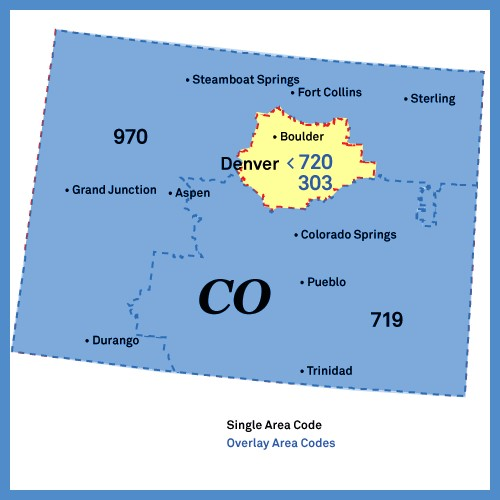 Steamboat Springs
Fort Collins
Sterling
970
Boulder
Denver < 720
303
Grand Junction
Aspen
Colorado Springs
CO
Pueblo
719
Durango
Trinidad
Single Area Code
Overlay Area Codes